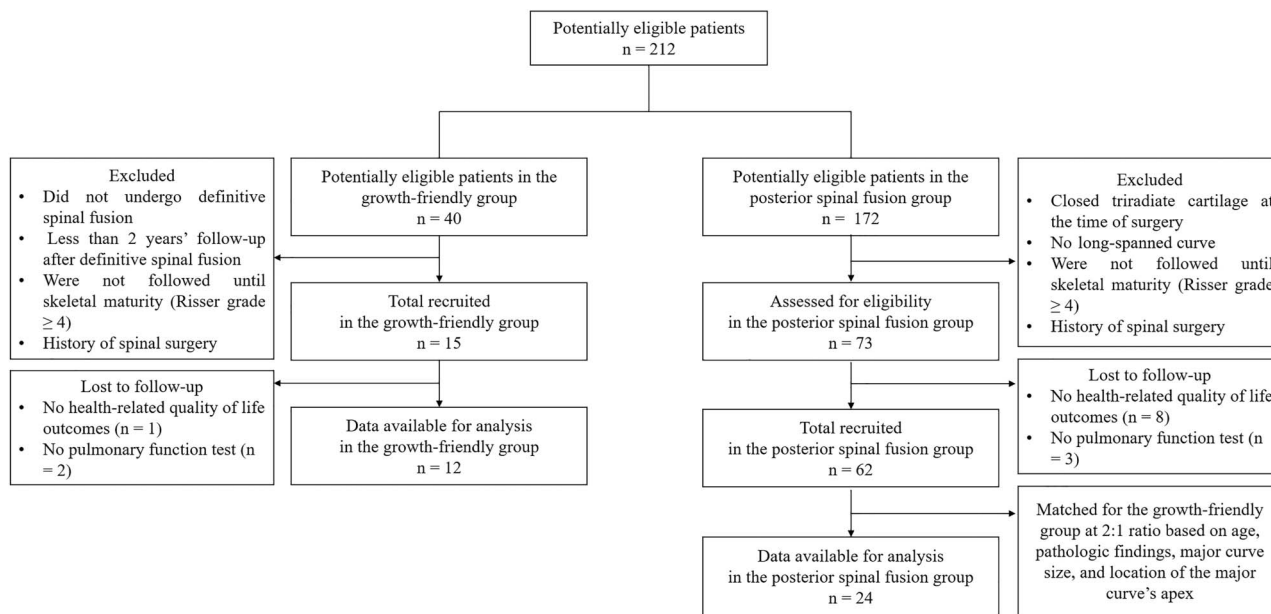 Potentially eligible patients
n = 212
Excluded
• Did not undergo definitive
spinal fusion
• Less than 2 years’ follow-up
after definitive spinal fusion
• Were not followed until
skeletal maturity (Risser grade
≥ 4)
• History of spinal surgery
Potentially eligible patients in the
growth-friendly group
n = 40
Potentially eligible patients in the
posterior spinal fusion group
n = 172
Excluded
• Closed triradiate cartilage at
the time of surgery
• No long-spanned curve
• Were not followed until
skeletal maturity (Risser grade
≥ 4)
• History of spinal surgery
Total recruited
in the growth-friendly group
n = 15
Assessed for eligibility
in the posterior spinal fusion group
n = 73
Lost to follow-up
• No health-related quality of life
outcomes (n = 1)
• No pulmonary function test (n
= 2)
Data available for analysis
in the growth-friendly group
n = 12
Total recruited
in the posterior spinal fusion group
n = 62
Lost to follow-up
• No health-related quality of life
outcomes (n = 8)
• No pulmonary function test (n
= 3)
Data available for analysis
in the posterior spinal fusion group
n = 24
Matched for the growth-friendly
group at 2:1 ratio based on age,
pathologic findings, major curve
size, and location of the major
curve’s apex